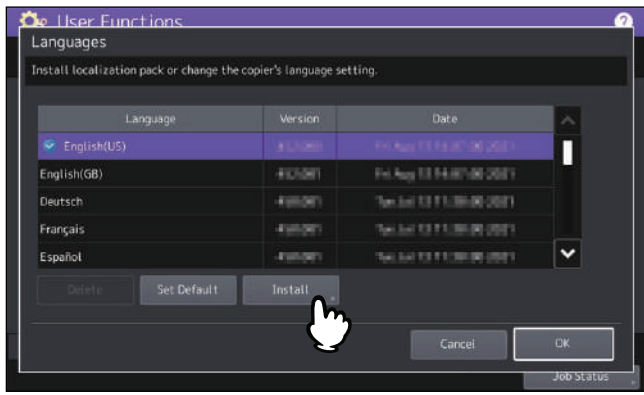 User Functions
?
Languages
Install localization pack or change the copier's language setting.
Language Version Date
English(US)
English(GB)
Deutsch
Français
Español
Delete Set Default Install
Cancel OK
Job Status